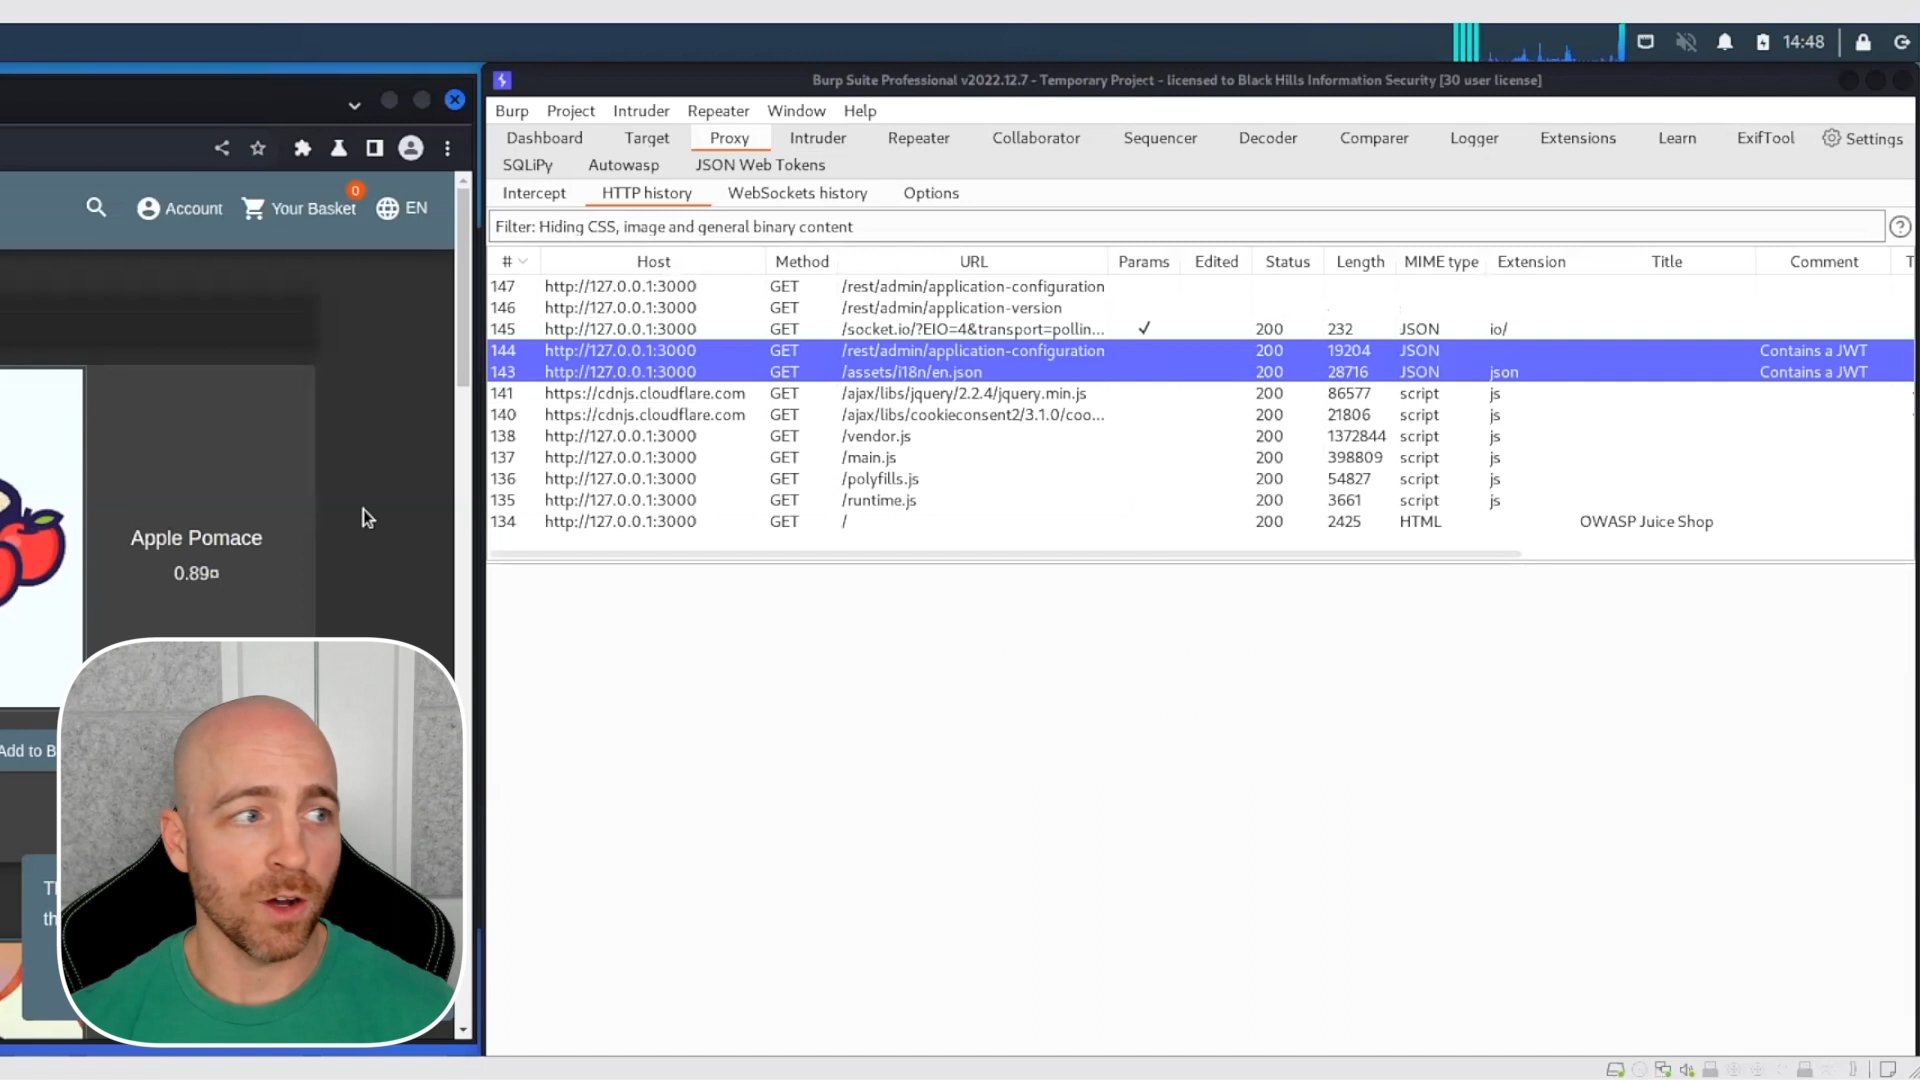 14:48
Burp Suite Professional v2022.12.7 - Temporary Project - licensed to Black Hills Information Security [30 user license]
Burp Project Intruder Repeater Window Help
Dashboard Target Proxy Intruder Repeater Collaborator Sequencer Decoder Comparer Logger Extensions Learn ExifTool Settings
SQLiPy Autowasp JSON Web Tokens
Intercept HTTP history WebSockets history Options
Filter: Hiding CSS, image and general binary content
# Host Method URL Params Edited Status Length MIME type Extension Title Comment T
147 http://127.0.0.1:3000 GET /rest/admin/application-configuration
146 http://127.0.0.1:3000 GET /rest/admin/application-version
145 http://127.0.0.1:3000 GET /socket.io/?EIO=4&transport=pollin... ✓ 200 232 JSON io/
144 http://127.0.0.1:3000 GET /rest/admin/application-configuration 200 19204 JSON Contains a JWT
143 http://127.0.0.1:3000 GET /assets/i18n/en.json 200 28716 JSON json Contains a JWT
141 https://cdnjs.cloudflare.com GET /ajax/libs/jquery/2.2.4/jquery.min.js 200 86577 script js
140 https://cdnjs.cloudflare.com GET /ajax/libs/cookieconsent2/3.1.0/coo... 200 21806 script js
138 http://127.0.0.1:3000 GET /vendor.js 200 1372844 script js
137 http://127.0.0.1:3000 GET /main.js 200 398809 script js
136 http://127.0.0.1:3000 GET /polyfills.js 200 54827 script js
135 http://127.0.0.1:3000 GET /runtime.js 200 3661 script js
134 http://127.0.0.1:3000 GET / 200 2425 HTML OWASP Juice Shop
0
Account Your Basket EN
Apple Pomace
0.89¤
Add to B